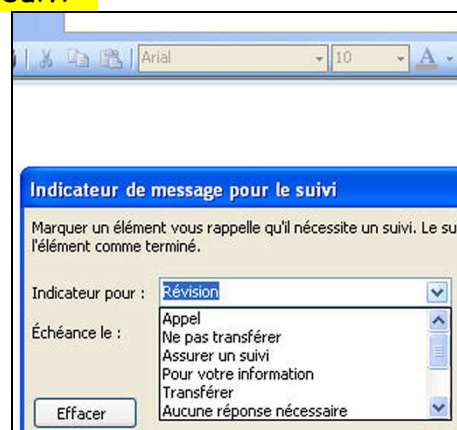 Suivi
Arial 10 A
Indicateur de message pour le suivi
Marquer un élément vous rappelle qu'il nécessite un suivi. Le su
l'élément comme terminé.
Indicateur pour : Révision
Échéance le :
Appel
Ne pas transférer
Assurer un suivi
Pour votre information
Transférer
Aucune réponse nécessaire
Effacer